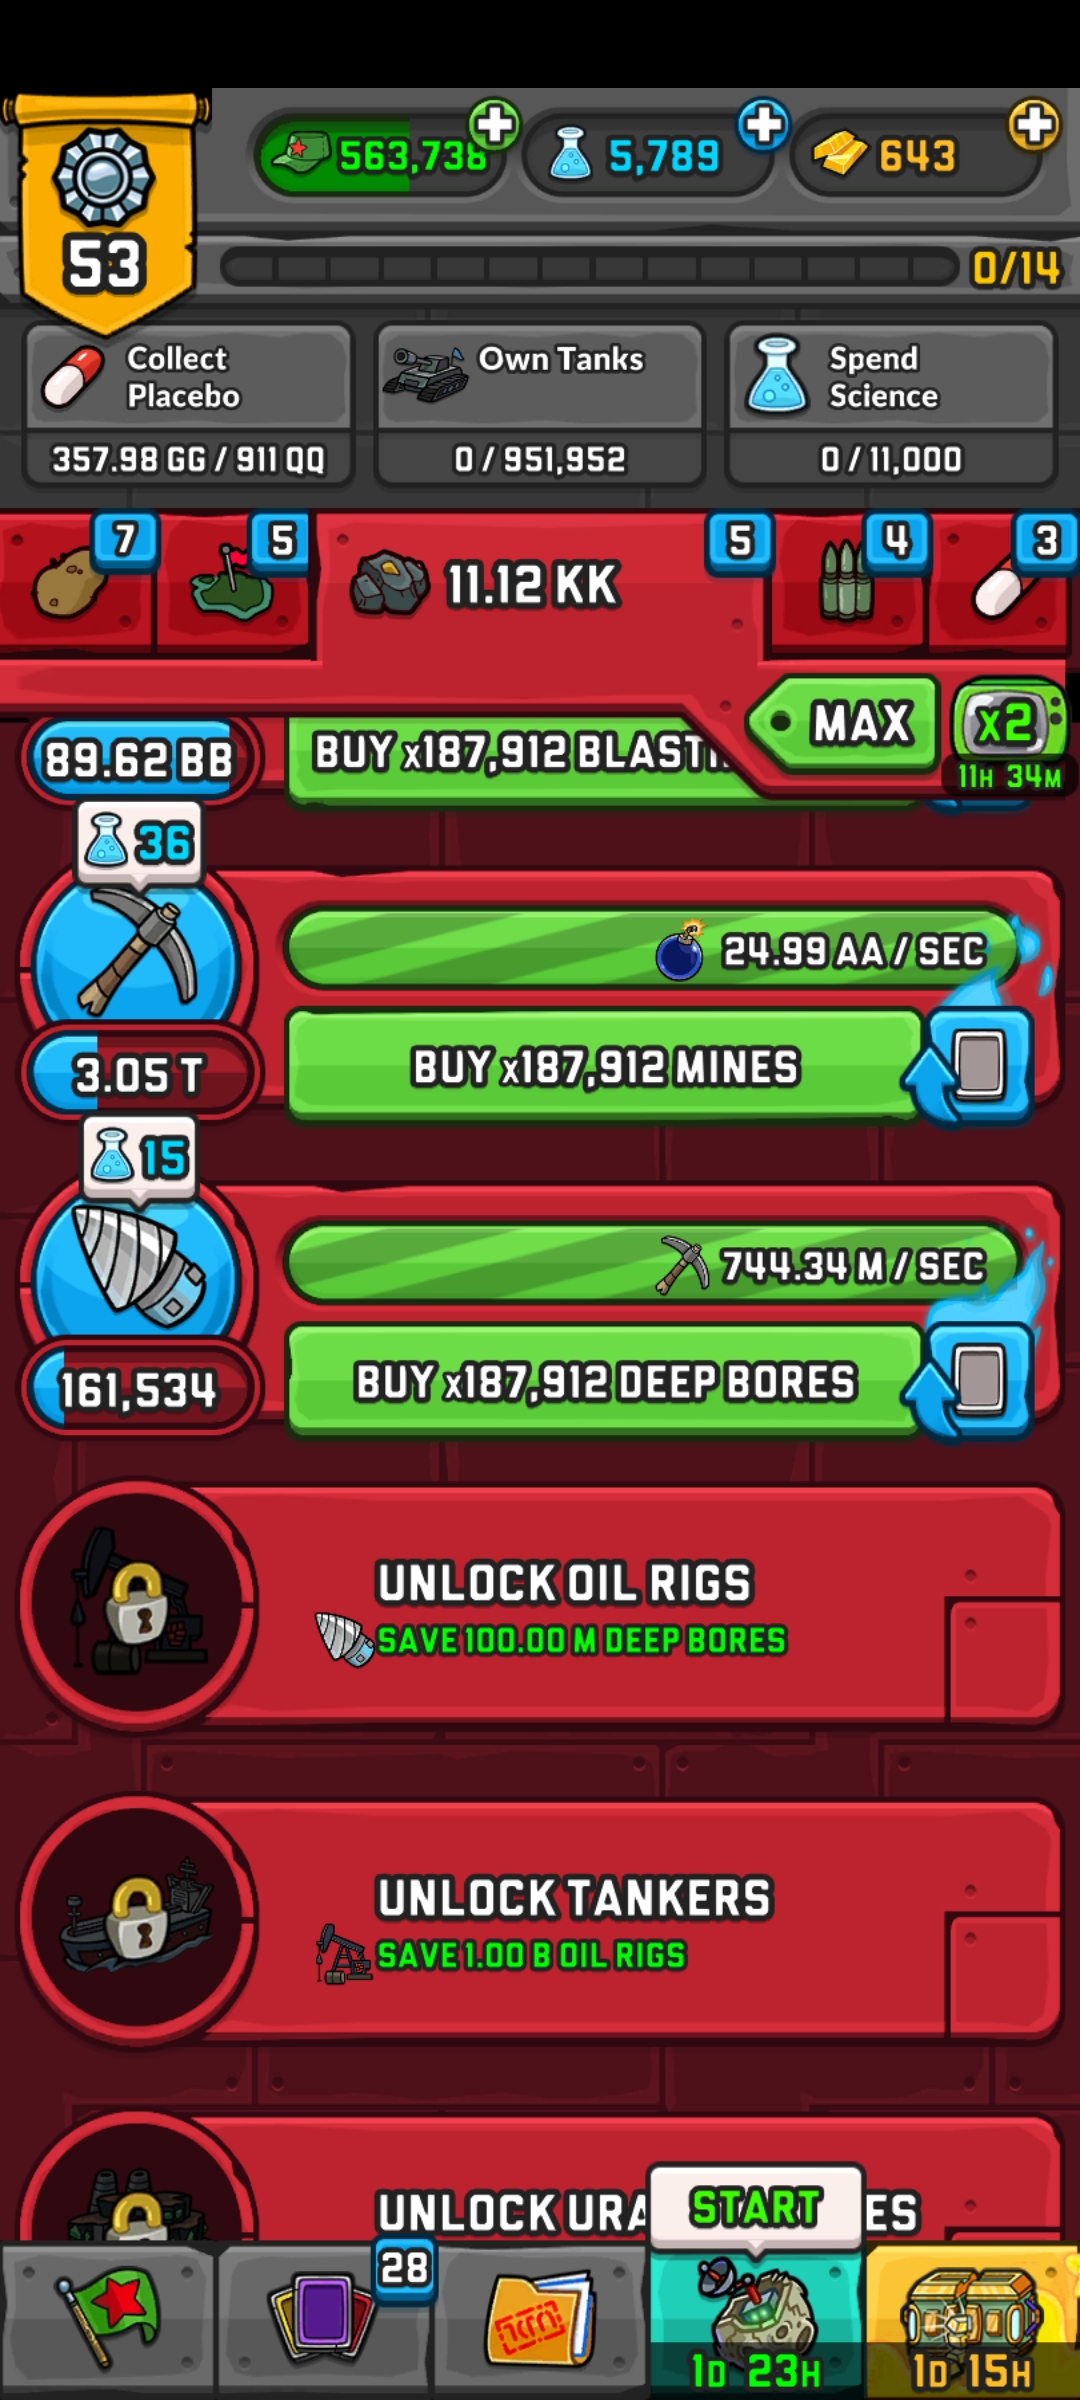 53
563,738
5,789
643
0/14
Collect
Placebo
357.98 GG / 911 QQ
Own Tanks
0 / 951,952
Spend
Science
0 / 11,000
7
5
11.12 KK
5
4
3
MAX
x2
11H 34M
89.62 BB
BUY x187,912
36
24.99 AA / SEC
3.05 T
BUY x187,912 MINES
15
744.34 M / SEC
161,534
BUY x187,912 DEEP BORES
UNLOCK OIL RIGS
SAVE 100.00 M DEEP BORES
UNLOCK TANKERS
SAVE 1.00 B OIL RIGS
UNLOCK
START
28
1D 23H
1D 15H